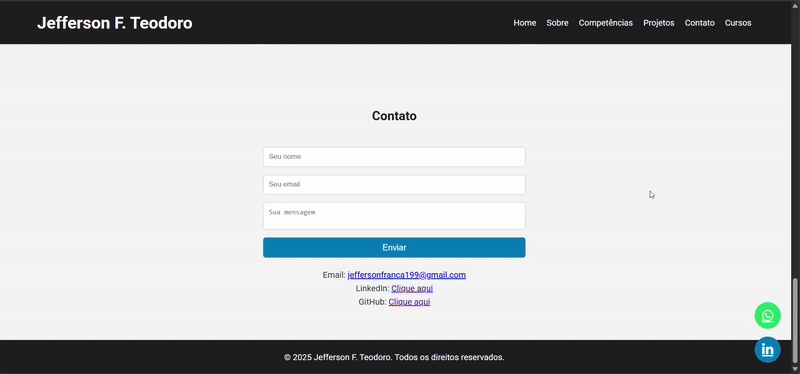 Jefferson F. Teodoro
Home Sobre Competências Projetos Contato Cursos
Contato
Seu nome
Seu email
Sua mensagem
Enviar
Email: jeffersonfranca199@gmail.com
LinkedIn: Clique aqui
GitHub: Clique aqui
in
© 2025 Jefferson F. Teodoro. Todos os direitos reservados.